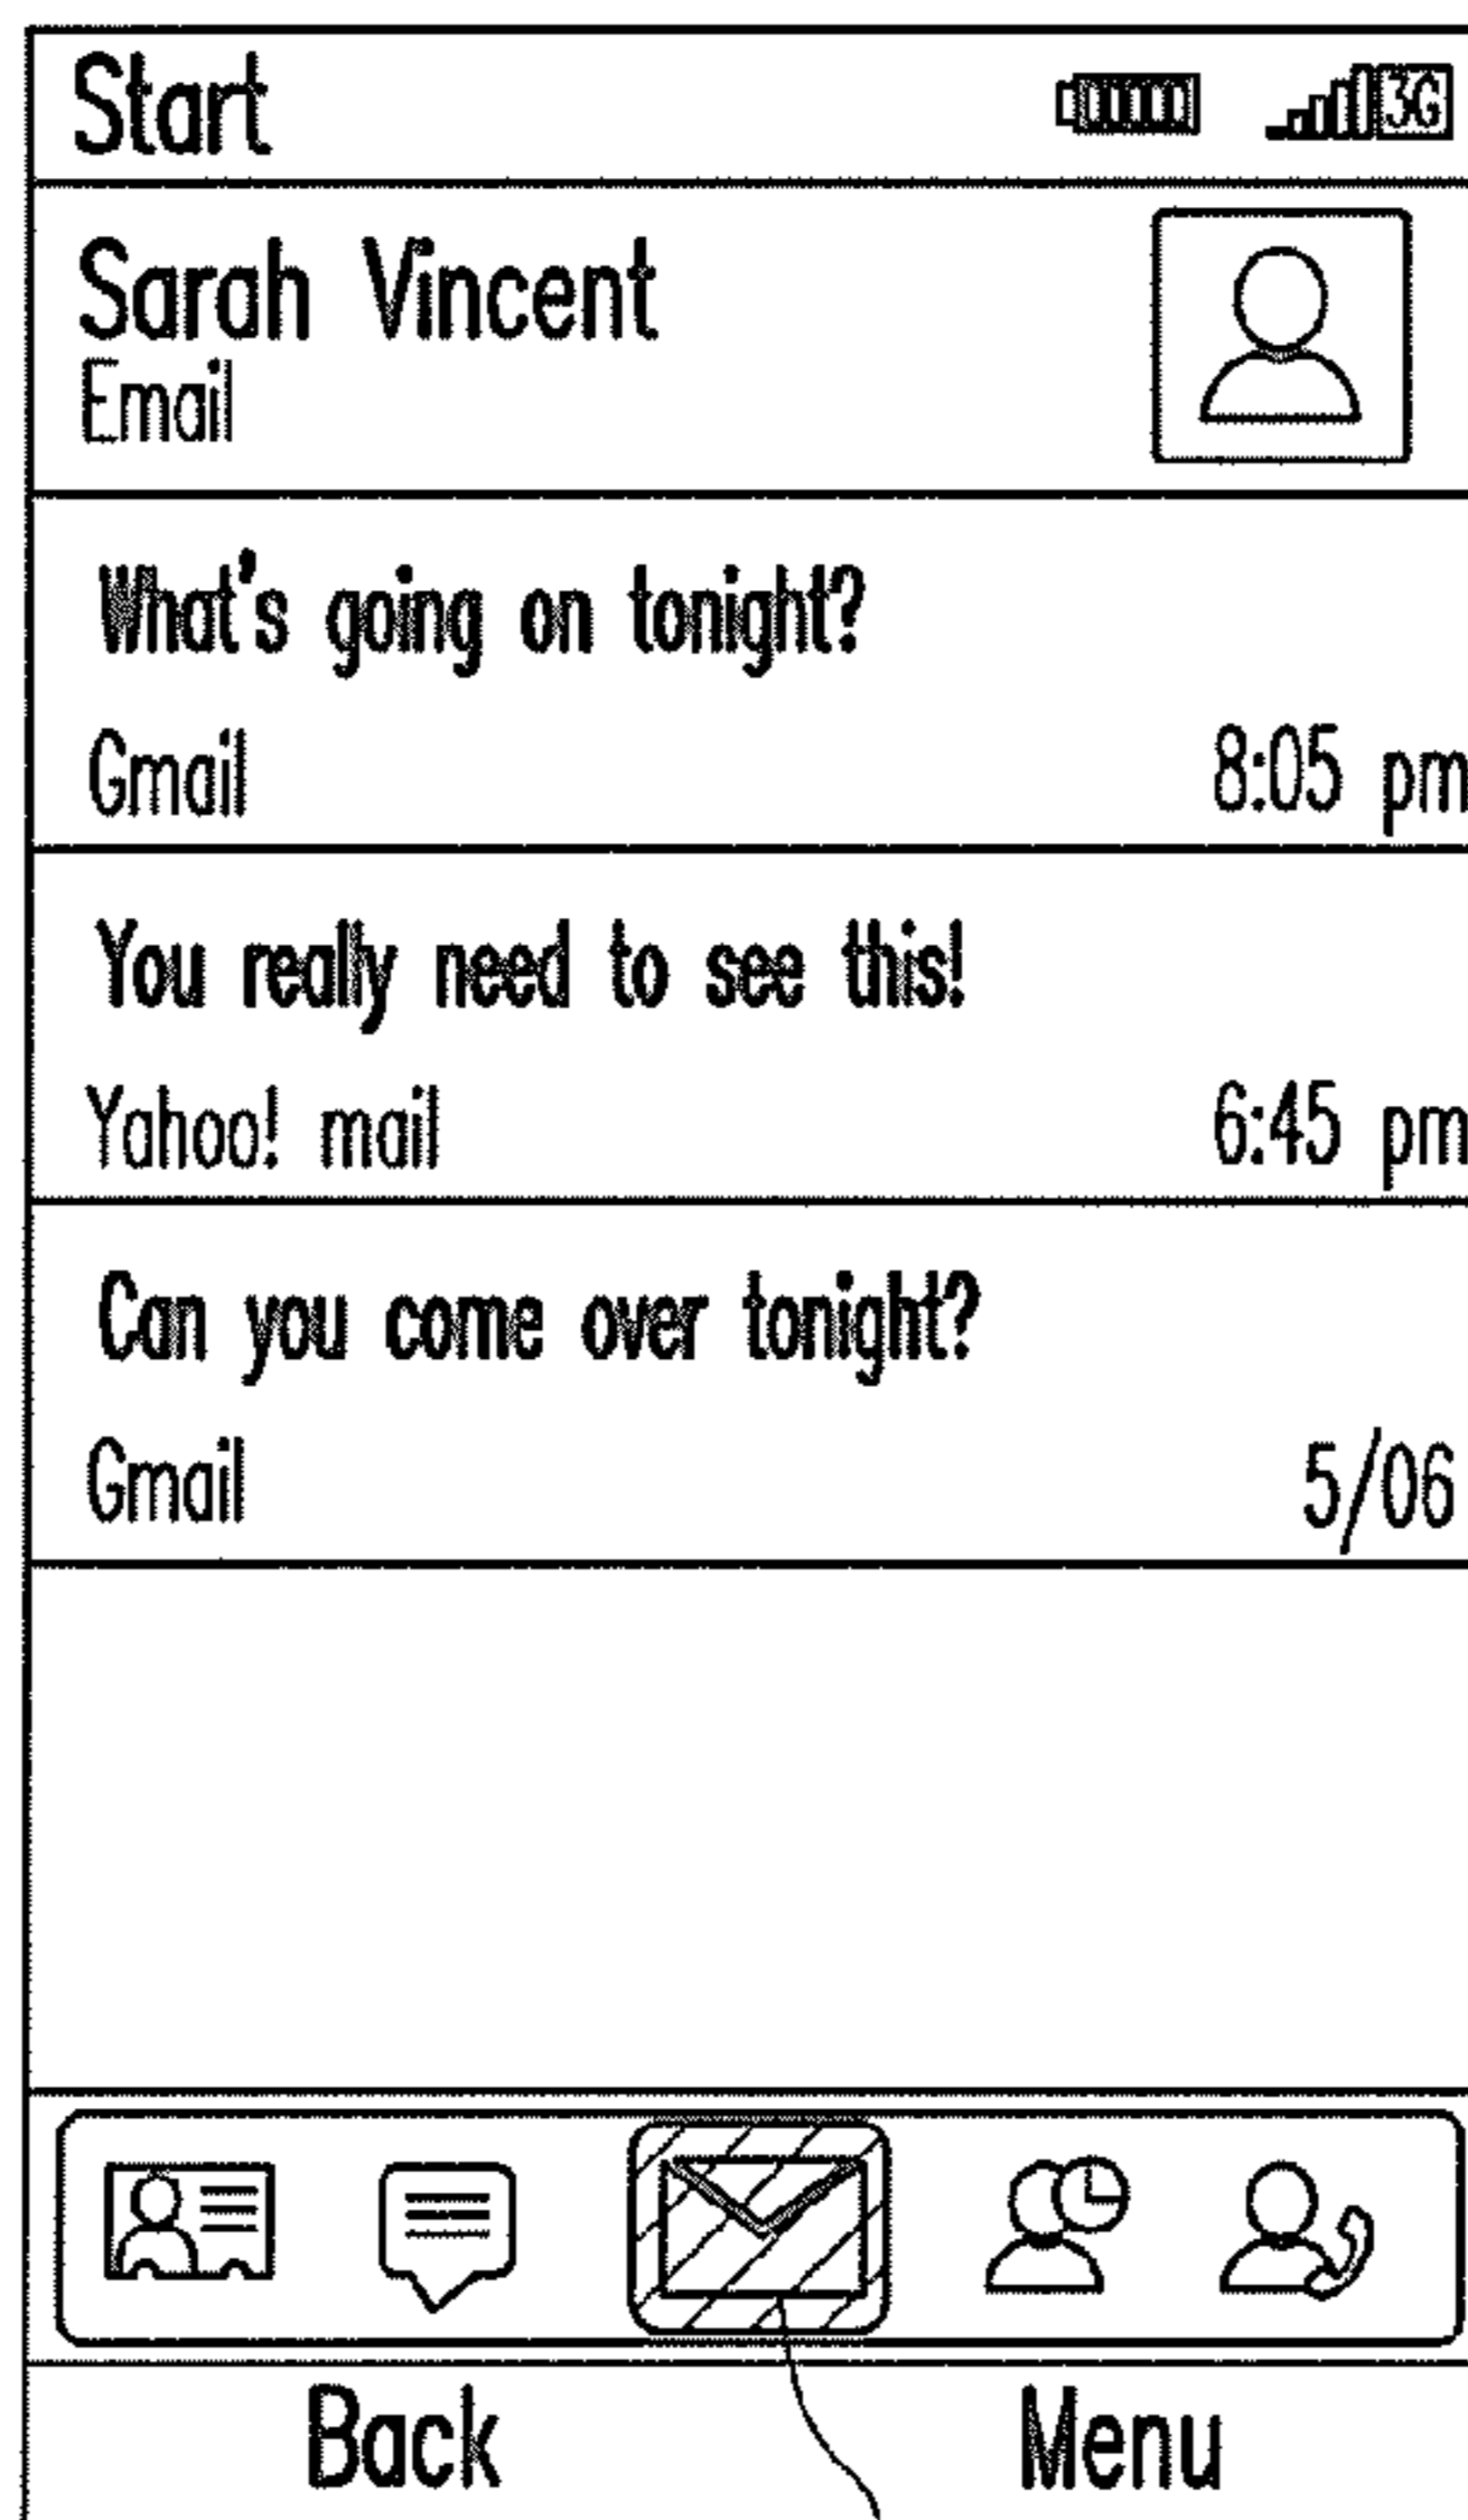 Start 3G
Sarah Vincent
Email
What's going on tonight?
Gmail 8:05 pm
You really need to see this!
Yahoo! mail 6:45 pm
Can you come over tonight?
Gmail 5/06
Back Menu